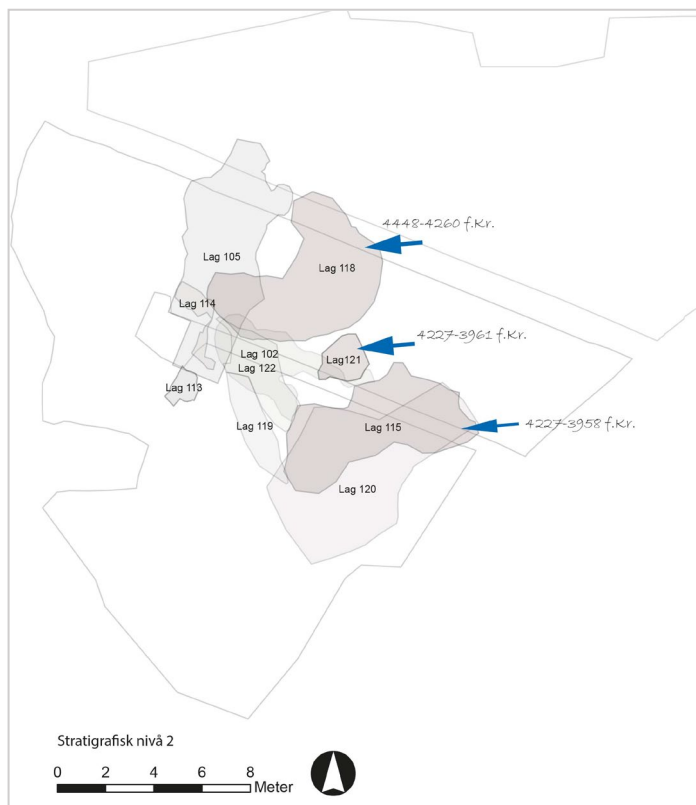 4448-4260 f.Kr.
Lag 105
Lag 118
Lag 114
4227-3961 f.Kr.
Lag 102
Lag121
Lag 122
Lag 113
Lag 119
Lag 115
4227-3958 f.Kr.
Lag 120
Stratigrafisk nivå 2
0 2 4 6 8
Meter